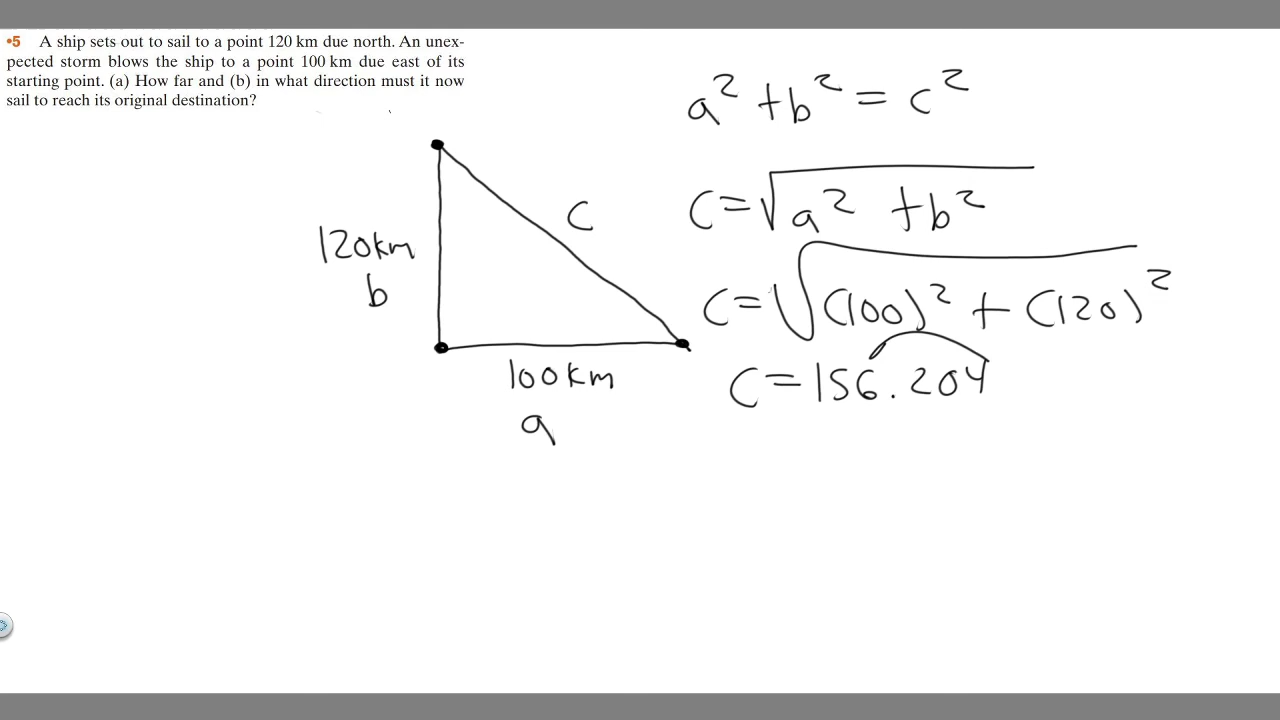 •5 A ship sets out to sail to a point 120 km due north. An unex-
pected storm blows the ship to a point 100 km due east of its
starting point. (a) How far and (b) in what direction must it now
sail to reach its original destination?
a² + b² = c²
c = √a² + b²
c = √(100)² + (120)²
c = 156.204
120km
b
c
100km
a